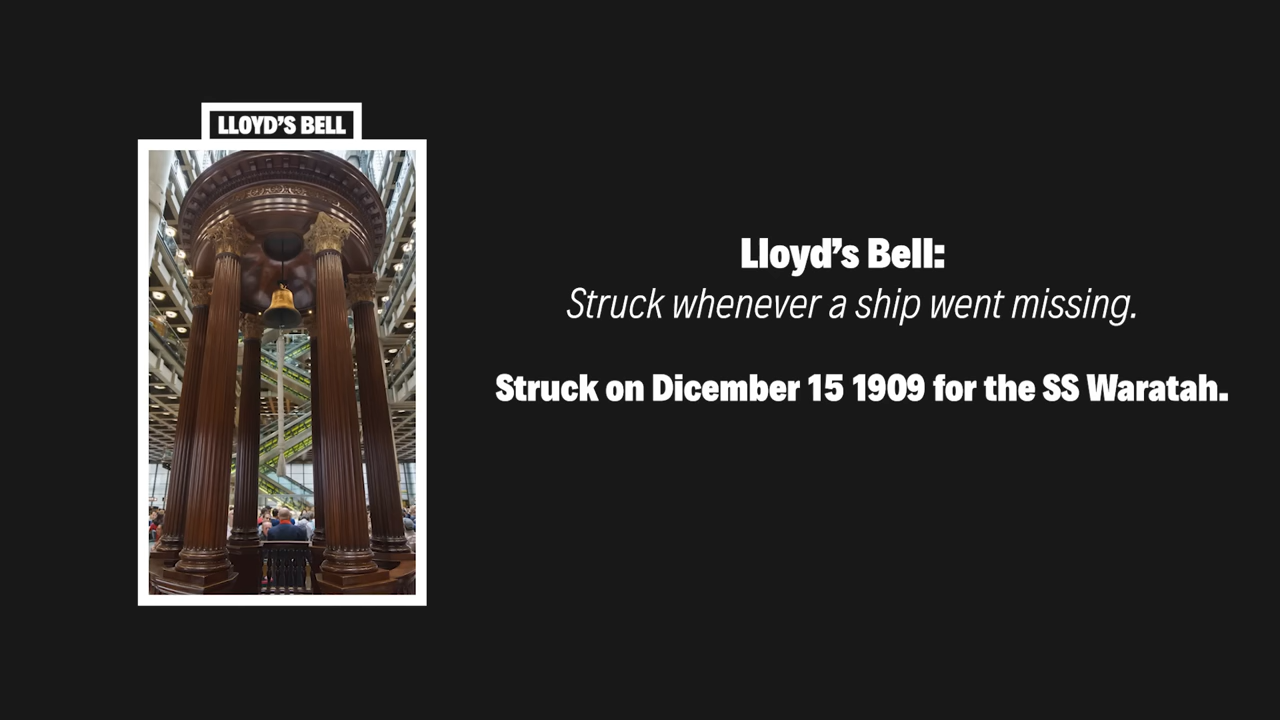 LLOYD'S BELL
Lloyd's Bell:
Struck whenever a ship went missing.
Struck on Dicember 15 1909 for the SS Waratah.